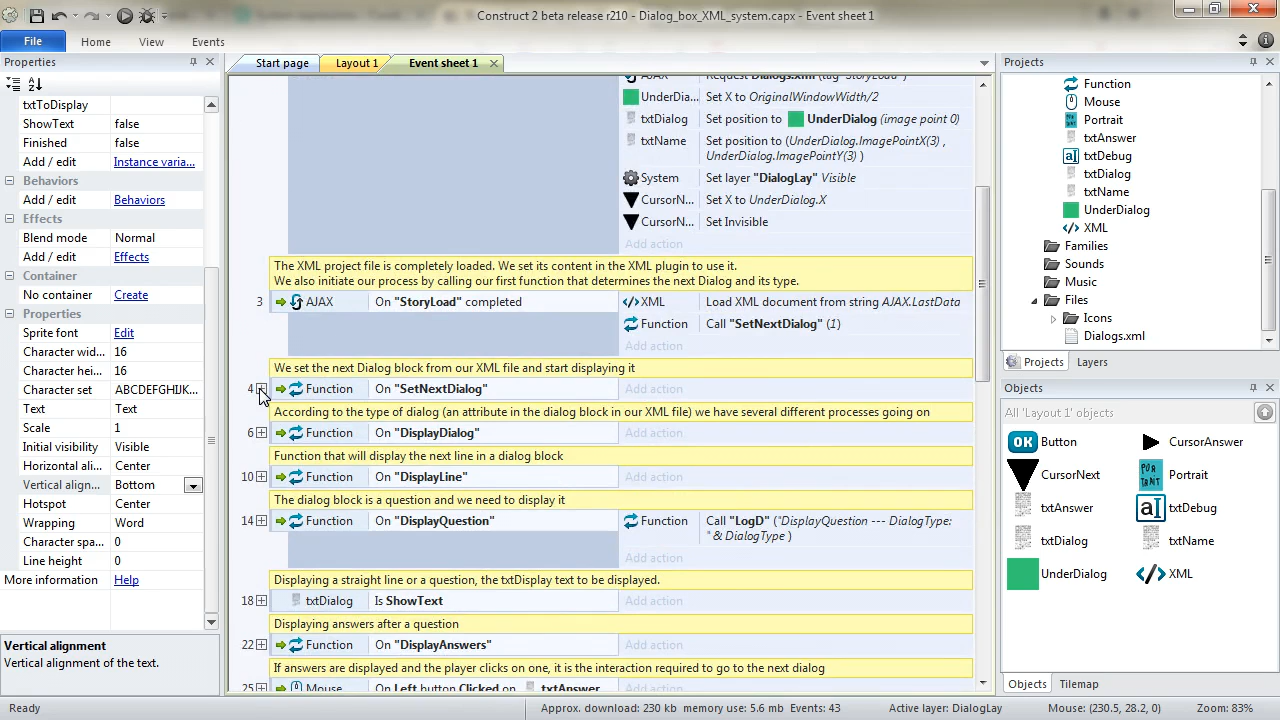 Construct 2 beta release r210 - Dialog_box_XML_system.capx - Event sheet 1
File
Home
View
Events
Properties
txtToDisplay
ShowText false
Finished false
Add / edit Instance varia...
Behaviors
Add / edit Behaviors
Effects
Blend mode Normal
Add / edit Effects
Container
No container Create
Properties
Sprite font Edit
Character wid... 16
Character hei... 16
Character set ABCDEFGHIJK...
Text Text
Scale 1
Initial visibility Visible
Horizontal ali... Center
Vertical align... Bottom
Hotspot Center
Wrapping Word
Character spa... 0
Line height 0
More information Help
Vertical alignment
Vertical alignment of the text.
Start page
Layout 1
Event sheet 1
AJAX Request Dialogs.xml (tag "StoryLoad")
UnderDia... Set X to OriginalWindowWidth/2
txtDialog Set position to UnderDialog (image point 0)
txtName Set position to (UnderDialog.ImagePointX(3) ,
UnderDialog.ImagePointY(3) )
System Set layer "DialogLay" Visible
CursorN... Set X to UnderDialog.X
CursorN... Set Invisible
Add action
The XML project file is completely loaded. We set its content in the XML plugin to use it.
We also initiate our process by calling our first function that determines the next Dialog and its type.
3 AJAX On "StoryLoad" completed
XML Load XML document from string AJAX.LastData
Function Call "SetNextDialog" (1)
Add action
We set the next Dialog block from our XML file and start displaying it
4 Function On "SetNextDialog" Add action
According to the type of dialog (an attribute in the dialog block in our XML file) we have several different processes going on
6 Function On "DisplayDialog" Add action
Function that will display the next line in a dialog block
10 Function On "DisplayLine" Add action
The dialog block is a question and we need to display it
14 Function On "DisplayQuestion"
Function Call "LogD" ("DisplayQuestion --- DialogType:
" & DialogType )
Add action
Displaying a straight line or a question, the txtDisplay text to be displayed.
18 txtDialog Is ShowText Add action
Displaying answers after a question
22 Function On "DisplayAnswers" Add action
If answers are displayed and the player clicks on one, it is the interaction required to go to the next dialog
25 Mouse On Left button Clicked on txtAnswer Add action
Projects
Function
Mouse
Portrait
txtAnswer
txtDebug
txtDialog
txtName
UnderDialog
XML
Families
Sounds
Music
Files
Icons
Dialogs.xml
Projects
Layers
Objects
All 'Layout 1' objects
OK Button
CursorAnswer
CursorNext
Portrait
txtAnswer
aI txtDebug
txtDialog
txtName
UnderDialog
XML
Objects
Tilemap
Ready
Approx. download: 230 kb
memory use: 5.6 mb
Events: 43
Active layer: DialogLay
Mouse: (230.5, 28.2, 0)
Zoom: 83%